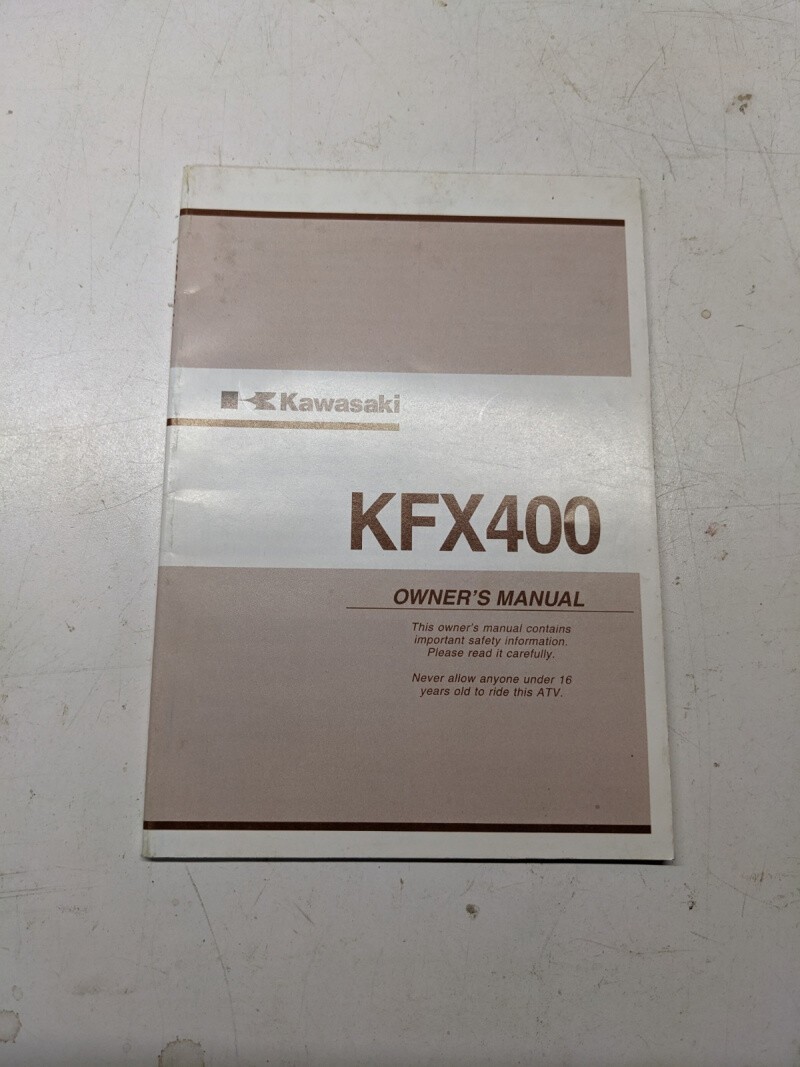 Kawasaki
KFX400
OWNER'S MANUAL
This owner's manual contains
important safety information.
Please read it carefully.
Never allow anyone under 16
years old to ride this ATV.